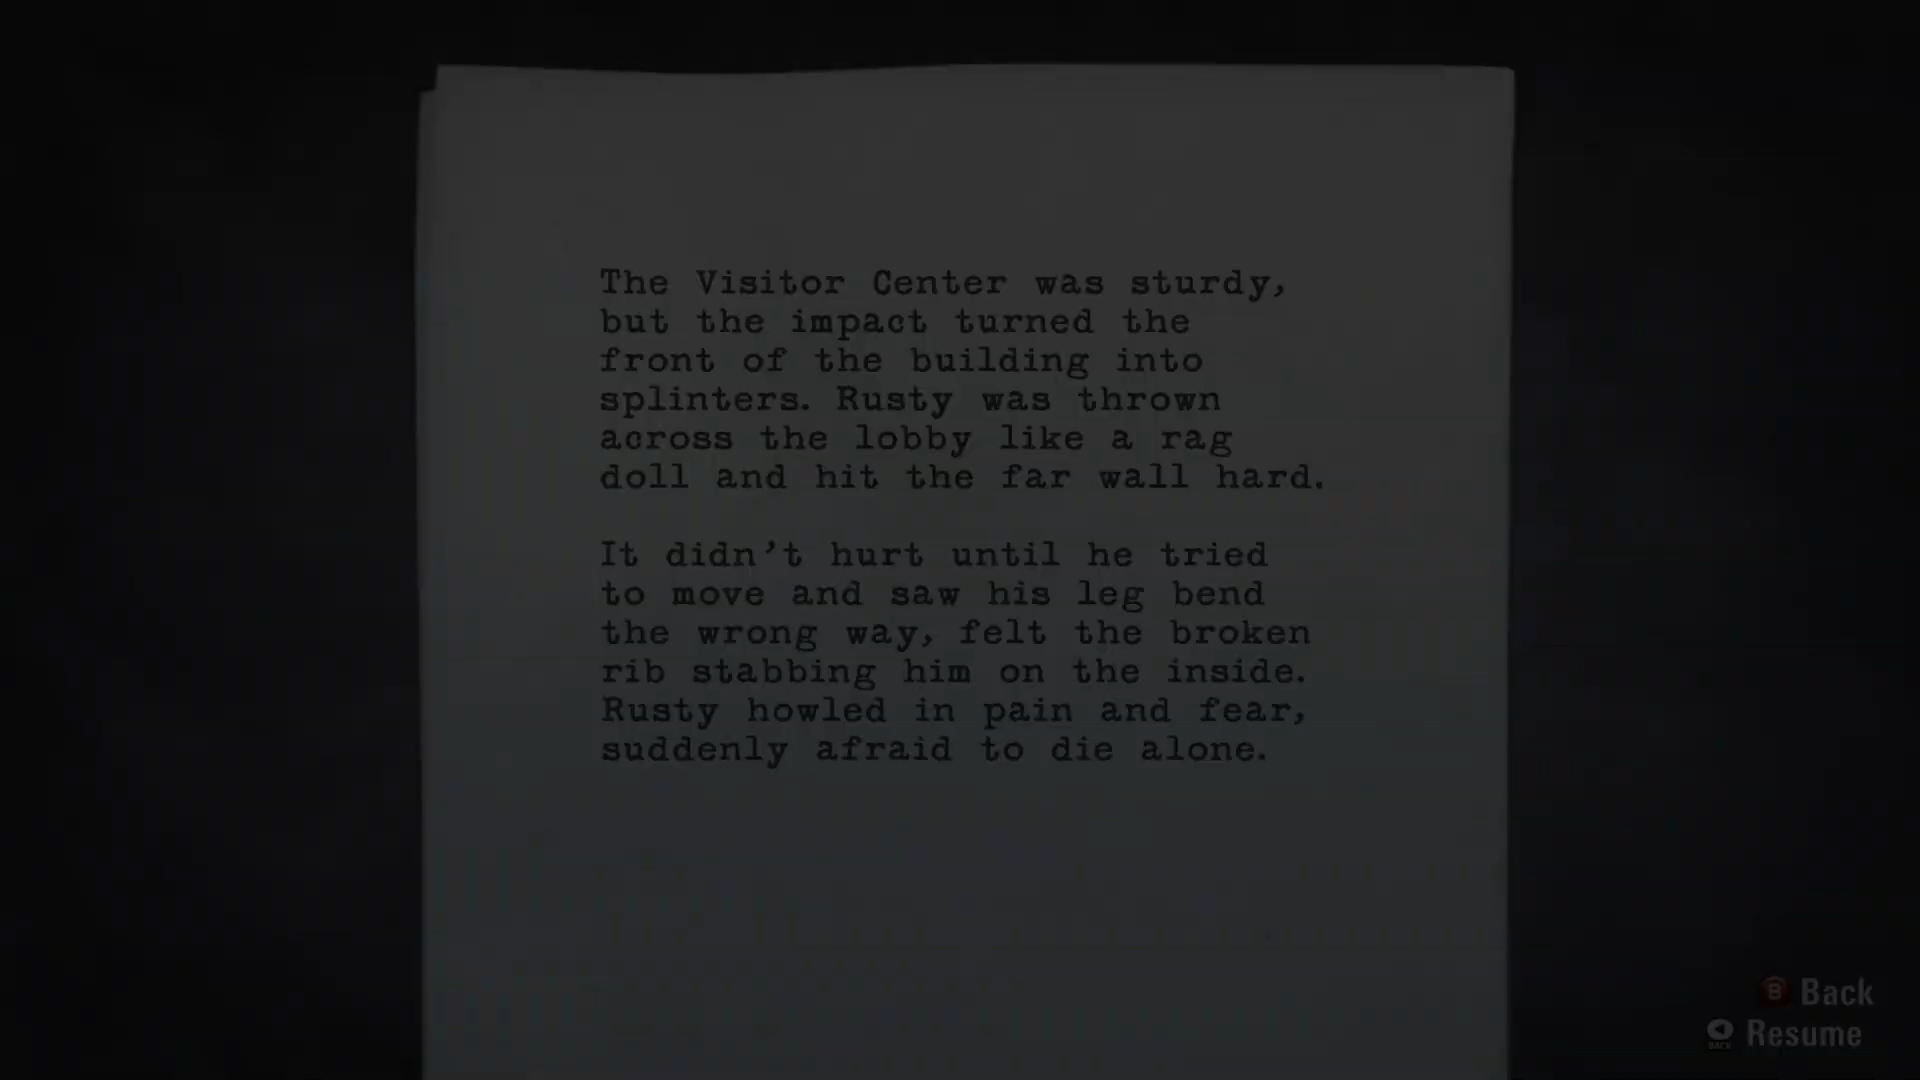 The Visitor Center was sturdy,
but the impact turned the
front of the building into
splinters. Rusty was thrown
across the lobby like a rag
doll and hit the far wall hard.
It didn't hurt until he tried
to move and saw his leg bend
the wrong way, felt the broken
rib stabbing him on the inside.
Rusty howled in pain and fear,
suddenly afraid to die alone.
B Back
BACK Resume